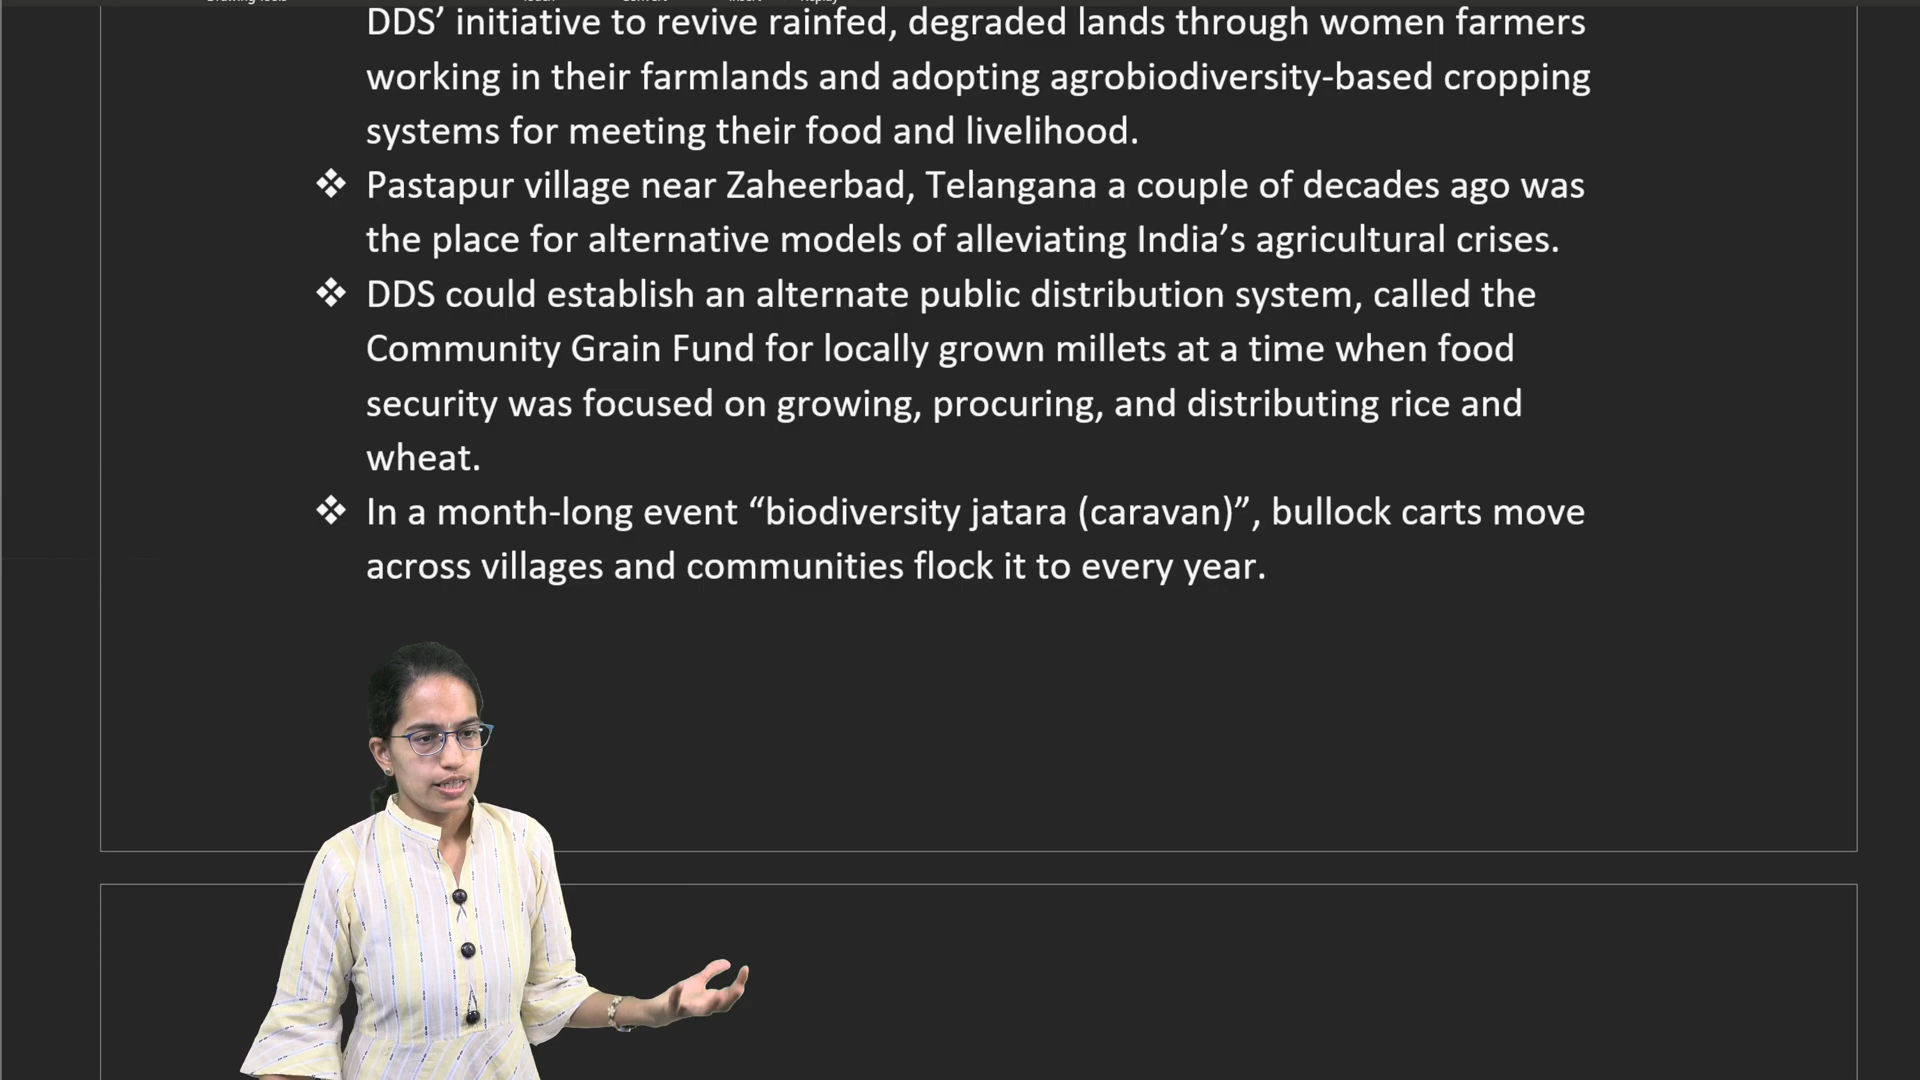 DDS’ initiative to revive rainfed, degraded lands through women farmers
working in their farmlands and adopting agrobiodiversity-based cropping
systems for meeting their food and livelihood.
❖ Pastapur village near Zaheerbad, Telangana a couple of decades ago was
the place for alternative models of alleviating India’s agricultural crises.
❖ DDS could establish an alternate public distribution system, called the
Community Grain Fund for locally grown millets at a time when food
security was focused on growing, procuring, and distributing rice and
wheat.
❖ In a month-long event “biodiversity jatara (caravan)”, bullock carts move
across villages and communities flock it to every year.